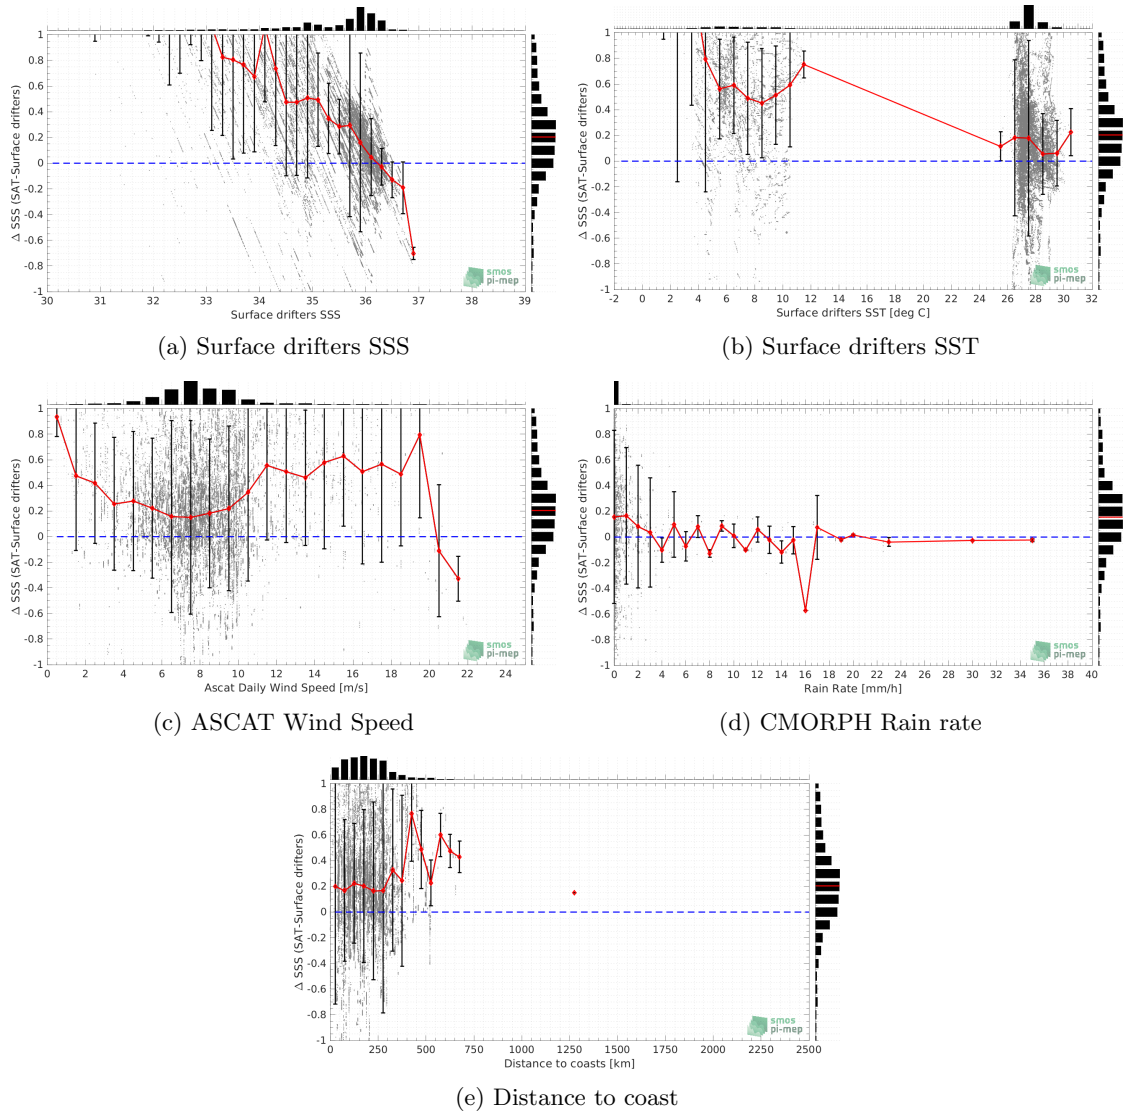 1
0.8
0.6
0.4
0.2
0
-0.2
-0.4
-0.6
-0.8
-1
Δ SSS (SAT-Surface drifters)
30 31 32 33 34 35 36 37 38 39
Surface drifters SSS
smos
pi-mep
(a) Surface drifters SSS
1
0.8
0.6
0.4
0.2
0
-0.2
-0.4
-0.6
-0.8
-1
Δ SSS (SAT-Surface drifters)
-2 0 2 4 6 8 10 12 14 16 18 20 22 24 26 28 30 32
Surface drifters SST [deg C]
smos
pi-mep
(b) Surface drifters SST
1
0.8
0.6
0.4
0.2
0
-0.2
-0.4
-0.6
-0.8
-1
Δ SSS (SAT-Surface drifters)
0 2 4 6 8 10 12 14 16 18 20 22 24
Ascat Daily Wind Speed [m/s]
smos
pi-mep
(c) ASCAT Wind Speed
1
0.8
0.6
0.4
0.2
0
-0.2
-0.4
-0.6
-0.8
-1
Δ SSS (SAT-Surface drifters)
0 2 4 6 8 10 12 14 16 18 20 22 24 26 28 30 32 34 36 38 40
Rain Rate [mm/h]
smos
pi-mep
(d) CMORPH Rain rate
1
0.8
0.6
0.4
0.2
0
-0.2
-0.4
-0.6
-0.8
-1
Δ SSS (SAT-Surface drifters)
0 250 500 750 1000 1250 1500 1750 2000 2250 2500
Distance to coasts [km]
smos
pi-mep
(e) Distance to coast